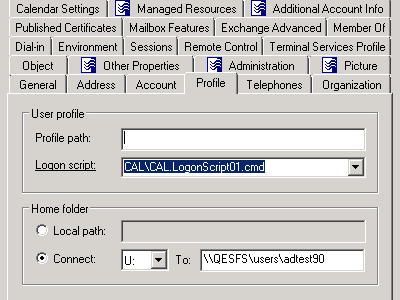 Calendar Settings Managed Resources Additional Account Info
Published Certificates Mailbox Features Exchange Advanced Member Of
Dial-in Environment Sessions Remote Control Terminal Services Profile
Object Other Properties Administration Picture
General Address Account Profile Telephones Organization
User profile
Profile path:
Logon script: CAL\CAL.LogonScript01.cmd
Home folder
Local path:
Connect: U: To: \\QESFS\users\adtest90